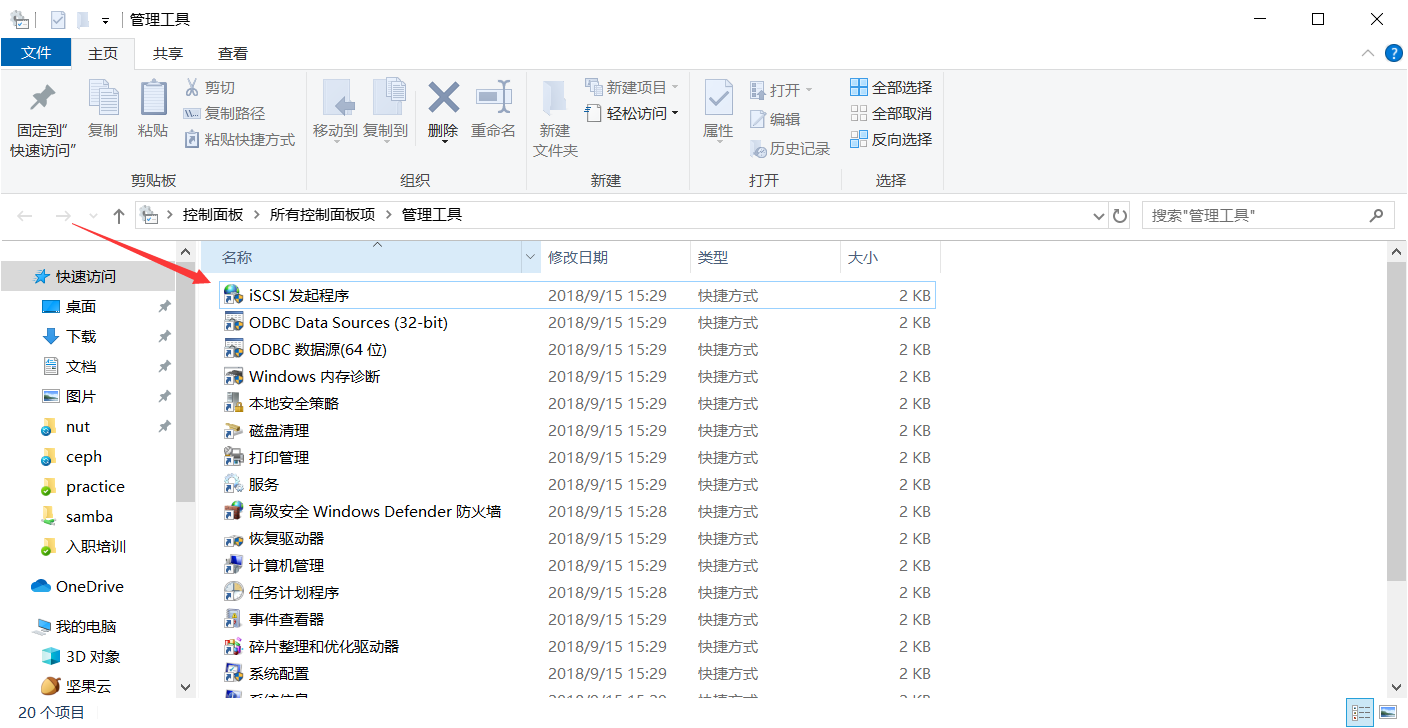 管理工具
文件 主页 共享 查看
固定到"快速访问" 复制 粘贴 剪切 复制路径 粘贴快捷方式
移动到 复制到 删除 重命名
新建文件夹 新建项目 轻松访问
属性 打开 编辑 历史记录
全部选择 全部取消 反向选择
剪贴板 组织 新建 打开 选择
控制面板 所有控制面板项 管理工具 搜索"管理工具"
快速访问
桌面
下载
文档
图片
nut
ceph
practice
samba
入职培训
OneDrive
我的电脑
3D 对象
坚果云
名称 修改日期 类型 大小
iSCSI 发起程序 2018/9/15 15:29 快捷方式 2 KB
ODBC Data Sources (32-bit) 2018/9/15 15:29 快捷方式 2 KB
ODBC 数据源(64 位) 2018/9/15 15:29 快捷方式 2 KB
Windows 内存诊断 2018/9/15 15:29 快捷方式 2 KB
本地安全策略 2018/9/15 15:29 快捷方式 2 KB
磁盘清理 2018/9/15 15:29 快捷方式 2 KB
打印管理 2018/9/15 15:29 快捷方式 2 KB
服务 2018/9/15 15:29 快捷方式 2 KB
高级安全 Windows Defender 防火墙 2018/9/15 15:28 快捷方式 2 KB
恢复驱动器 2018/9/15 15:29 快捷方式 2 KB
计算机管理 2018/9/15 15:29 快捷方式 2 KB
任务计划程序 2018/9/15 15:28 快捷方式 2 KB
事件查看器 2018/9/15 15:29 快捷方式 2 KB
碎片整理和优化驱动器 2018/9/15 15:29 快捷方式 2 KB
系统配置 2018/9/15 15:29 快捷方式 2 KB
20 个项目